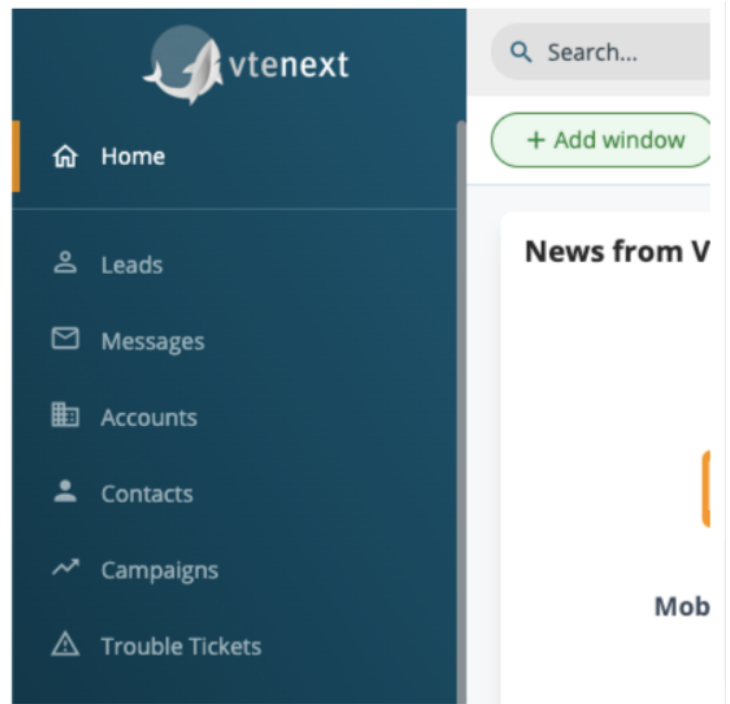 vtenext
Search...
Home
+ Add window
Leads
News from V
Messages
Accounts
Contacts
Campaigns
Mob
Trouble Tickets